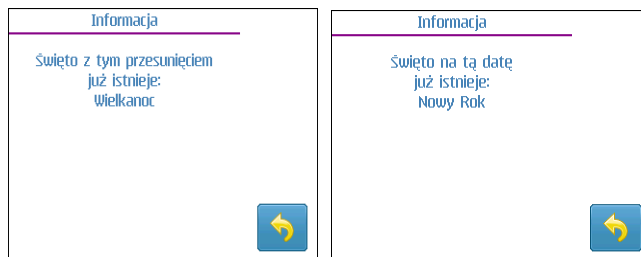 Informacja
Święto z tym przesunięciem
już istnieje:
Wielkanoc
Informacja
Święto na tą datę
już istnieje:
Nowy Rok